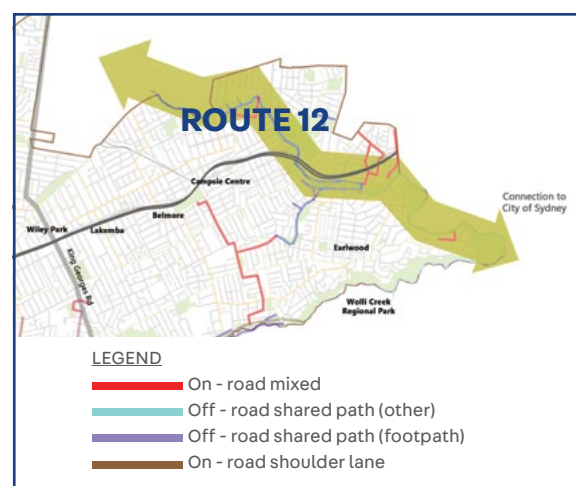 ROUTE 12
Campsie Centre
Connection to
City of Sydney
Belmore
Wiley Park
Lakemba
Earlwood
King Georges Rd
Wolli Creek
Regional Park
LEGEND
On - road mixed
Off - road shared path (other)
Off - road shared path (footpath)
On - road shoulder lane